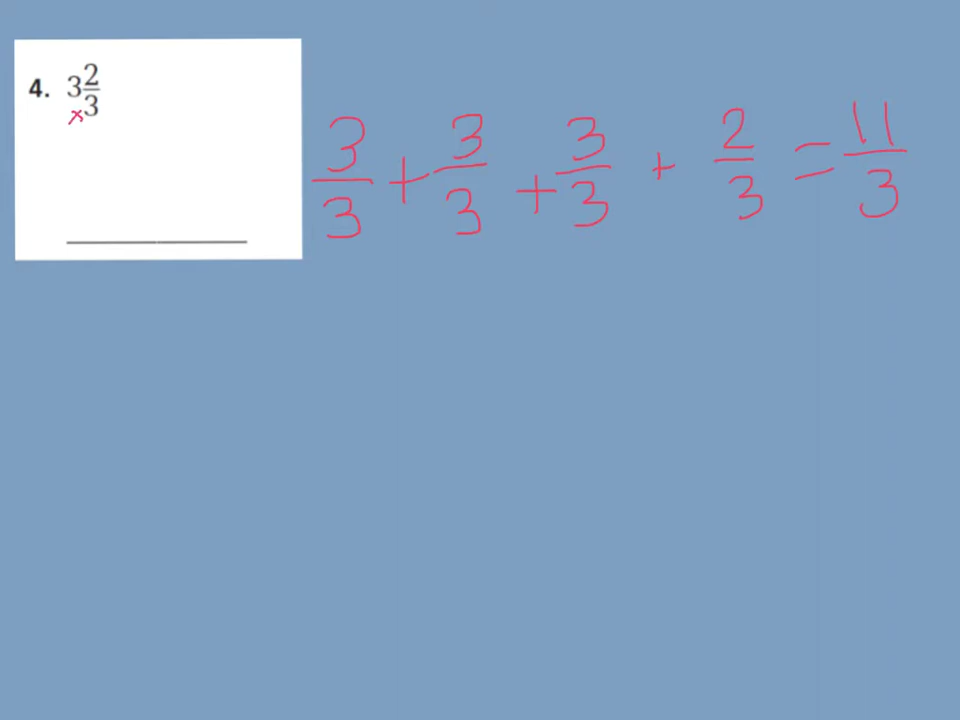 4. 3 2/3
×
3/3 + 3/3 + 3/3 + 2/3 = 11/3